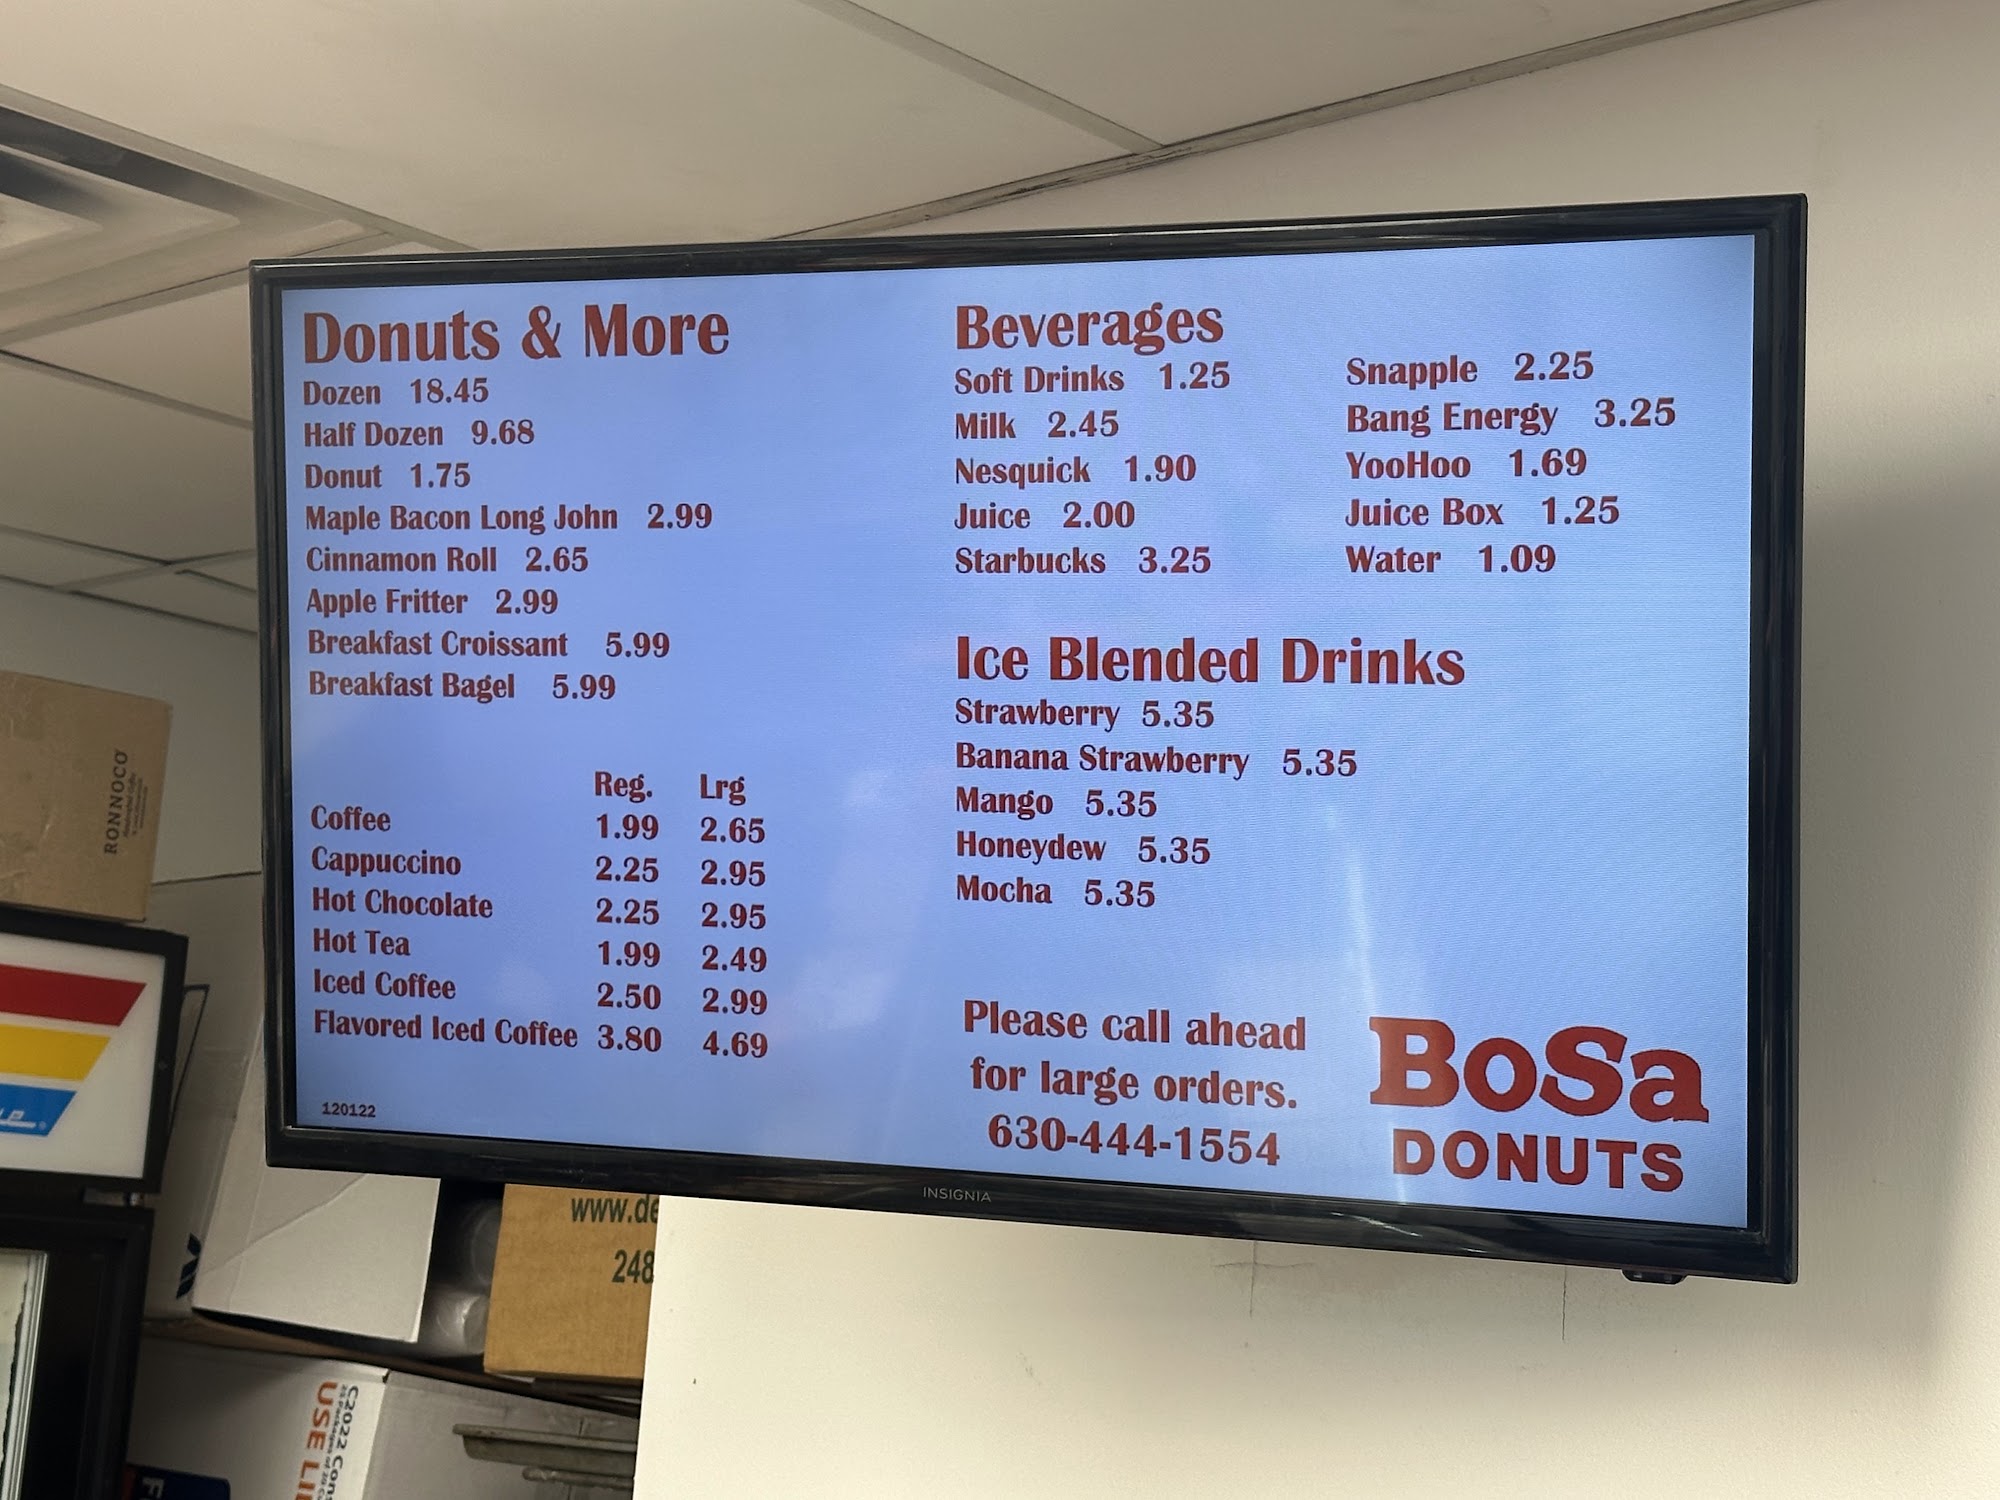 Donuts & More
Dozen 18.45
Half Dozen 9.68
Donut 1.75
Maple Bacon Long John 2.99
Cinnamon Roll 2.65
Apple Fritter 2.99
Breakfast Croissant 5.99
Breakfast Bagel 5.99
Reg. Lrg
Coffee 1.99 2.65
Cappuccino 2.25 2.95
Hot Chocolate 2.25 2.95
Hot Tea 1.99 2.49
Iced Coffee 2.50 2.99
Flavored Iced Coffee 3.80 4.69
120122
Beverages
Soft Drinks 1.25
Milk 2.45
Nesquick 1.90
Juice 2.00
Starbucks 3.25
Snapple 2.25
Bang Energy 3.25
YooHoo 1.69
Juice Box 1.25
Water 1.09
Ice Blended Drinks
Strawberry 5.35
Banana Strawberry 5.35
Mango 5.35
Honeydew 5.35
Mocha 5.35
Please call ahead
for large orders.
630-444-1554
BoSa
DONUTS
INSIGNIA
RONNOCO
www.de
248
C2022 Con
USE LI